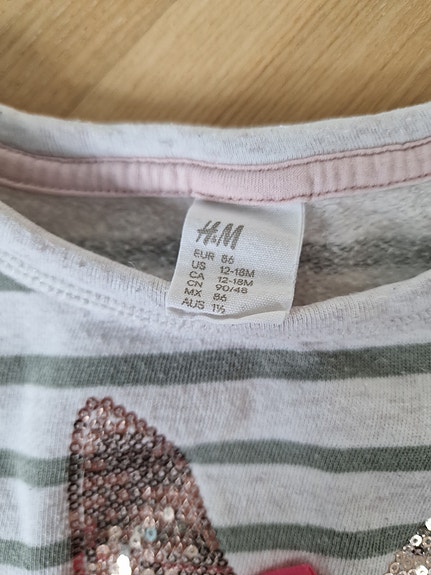 H&M
EUR 86
US 12-18M
CA 12-18M
CN 90/48
MX 86
AUS 1½